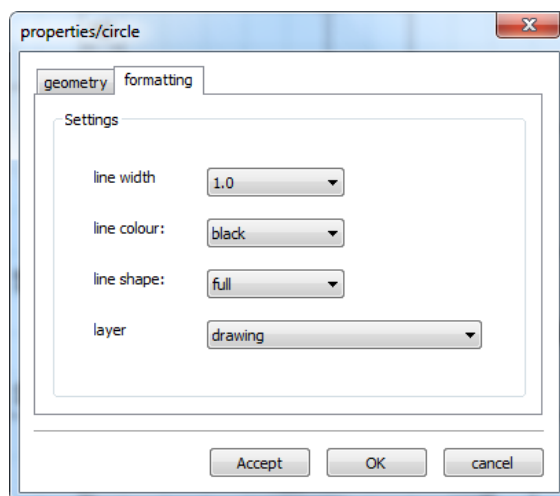 properties/circle
geometry formatting
Settings
line width 1.0
line colour: black
line shape: full
layer drawing
Accept OK cancel